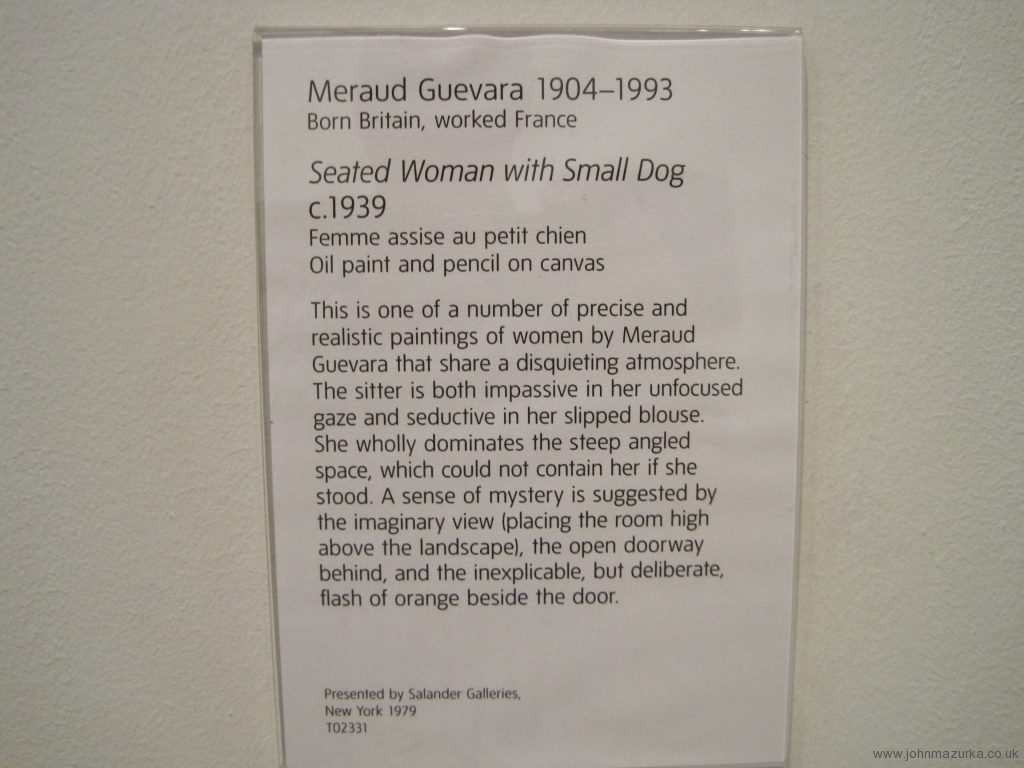 Meraud Guevara 1904–1993
Born Britain, worked France
Seated Woman with Small Dog
c.1939
Femme assise au petit chien
Oil paint and pencil on canvas
This is one of a number of precise and
realistic paintings of women by Meraud
Guevara that share a disquieting atmosphere.
The sitter is both impassive in her unfocused
gaze and seductive in her slipped blouse.
She wholly dominates the steep angled
space, which could not contain her if she
stood. A sense of mystery is suggested by
the imaginary view (placing the room high
above the landscape), the open doorway
behind, and the inexplicable, but deliberate,
flash of orange beside the door.
Presented by Salander Galleries,
New York 1979
T02331
www.johnmazurka.co.uk